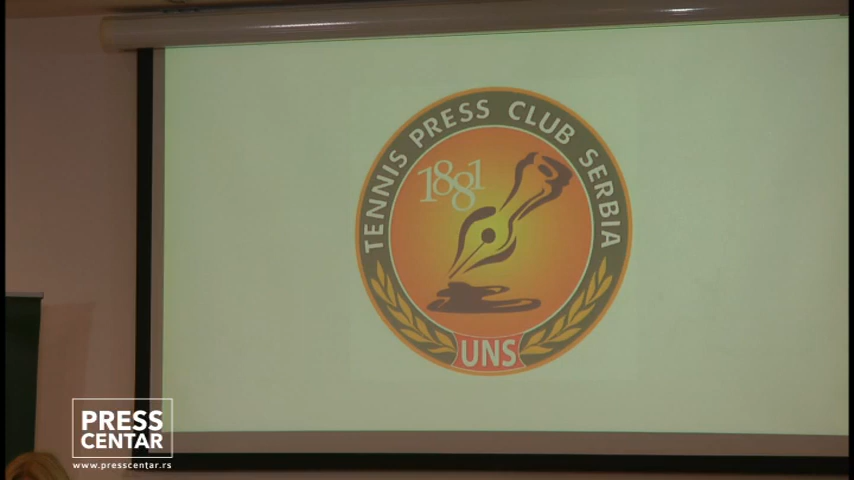 TENNIS PRESS CLUB SERBIA
1881
UNS
PRESS
CENTAR
www.presscentar.rs